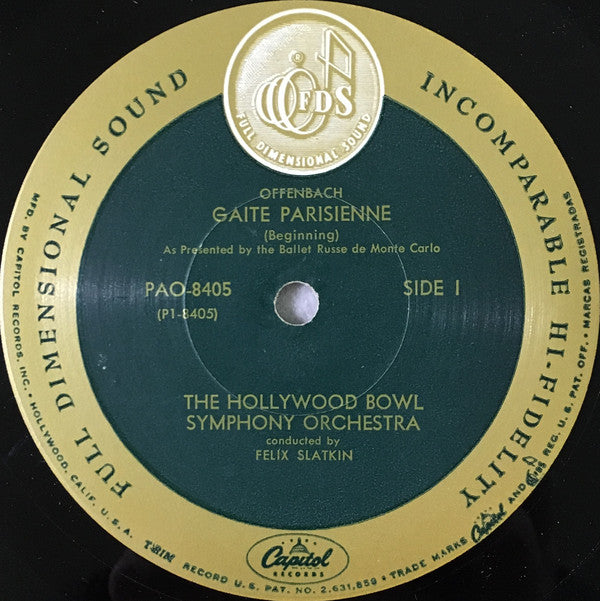 FDS
®
FULL DIMENSIONAL SOUND
FULL DIMENSIONAL SOUND
INCOMPARABLE HI-FIDELITY
OFFENBACH
GAITE PARISIENNE
(Beginning)
As Presented by the Ballet Russe de Monte Carlo
PAO-8405
SIDE 1
(P1-8405)
THE HOLLYWOOD BOWL
SYMPHONY ORCHESTRA
conducted by
FELIX SLATKIN
Capitol
RECORDS
MFD. BY CAPITOL RECORDS, INC. • HOLLYWOOD, CALIF. U.S.A. T-BIM RECORD U.S. PAT. NO. 2,631,859 • TRADE MARKS Capitol AND REG. U.S. PAT. OFF. • MARCAS REGISTRADAS